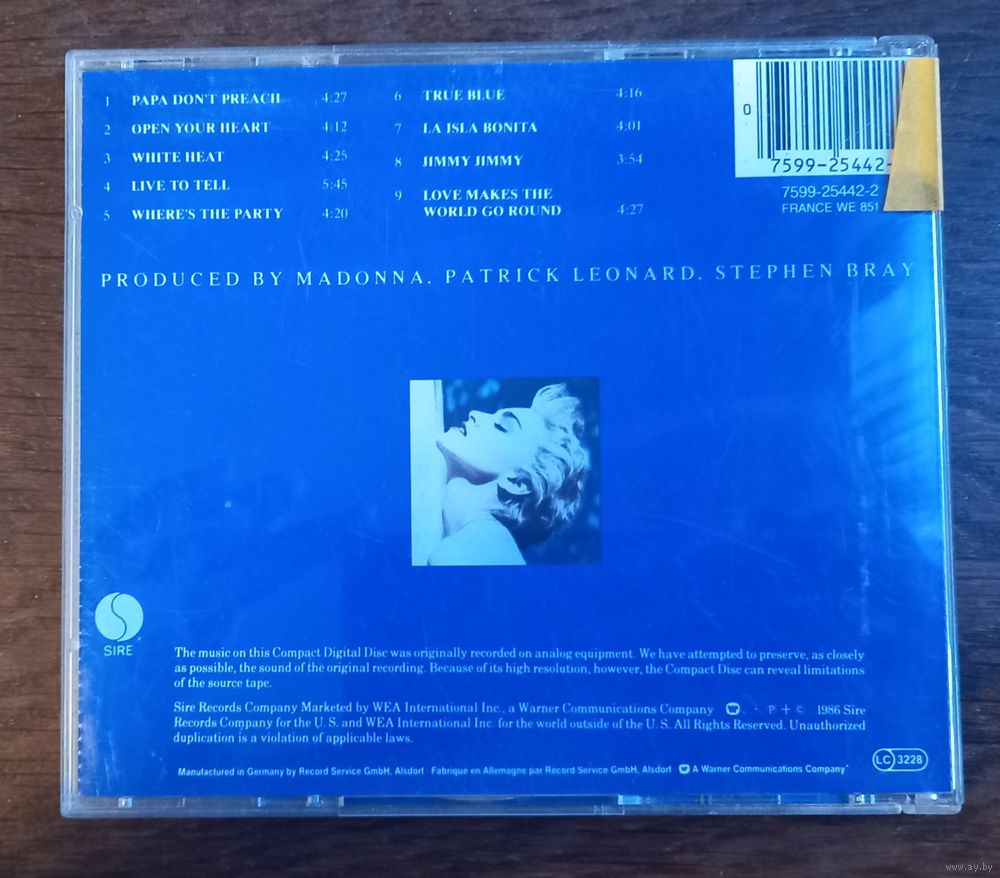 1 PAPA DON'T PREACH 4:27
2 OPEN YOUR HEART 4:12
3 WHITE HEAT 4:25
4 LIVE TO TELL 5:45
5 WHERE'S THE PARTY 4:20
6 TRUE BLUE 4:16
7 LA ISLA BONITA 4:01
8 JIMMY JIMMY 3:54
9 LOVE MAKES THE
WORLD GO ROUND 4:27
0
7599-25442-
7599-25442-2
FRANCE WE 851
PRODUCED BY MADONNA, PATRICK LEONARD, STEPHEN BRAY
SIRE
The music on this Compact Digital Disc was originally recorded on analog equipment. We have attempted to preserve, as closely
as possible, the sound of the original recording. Because of its high resolution, however, the Compact Disc can reveal limitations
of the source tape.
Sire Records Company Marketed by WEA International Inc., a Warner Communications Company . · P + C 1986 Sire
Records Company for the U.S. and WEA International Inc. for the world outside of the U.S. All Rights Reserved. Unauthorized
duplication is a violation of applicable laws.
Manufactured in Germany by Record Service GmbH, Alsdorf Fabriqué en Allemagne par Record Service GmbH, Alsdorf A Warner Communications Company
LC 3228
www.ay.by